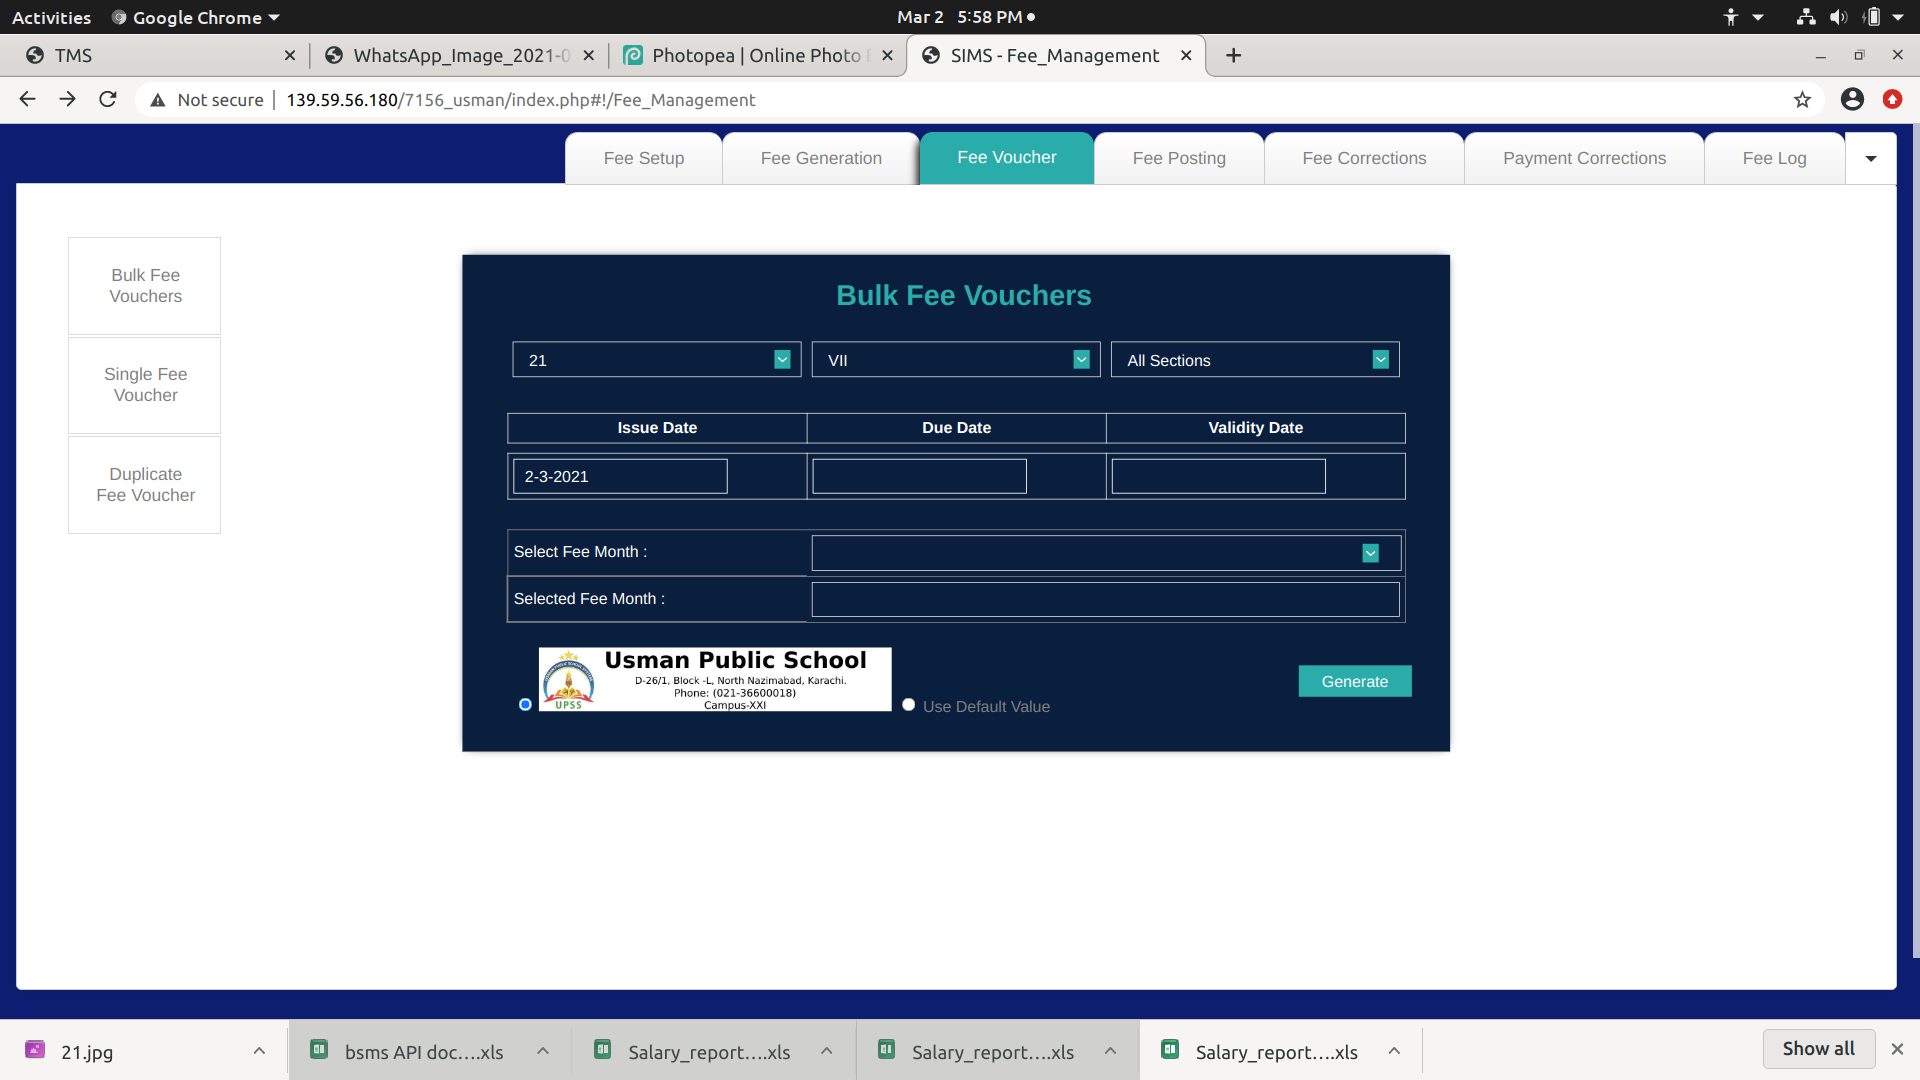 Activities
Google Chrome
Mar 2 5:58 PM
TMS
WhatsApp_Image_2021-0
Photopea | Online Photo E
SIMS - Fee_Management
Not secure
139.59.56.180/7156_usman/index.php#!/Fee_Management
Fee Setup
Fee Generation
Fee Voucher
Fee Posting
Fee Corrections
Payment Corrections
Fee Log
Bulk Fee
Vouchers
Single Fee
Voucher
Duplicate
Fee Voucher
Bulk Fee Vouchers
21
VII
All Sections
Issue Date
Due Date
Validity Date
2-3-2021
Select Fee Month :
Selected Fee Month :
Usman Public School
D-26/1, Block -L, North Nazimabad, Karachi.
Phone: (021-36600018)
Campus-XXI
UPSS
Use Default Value
Generate
21.jpg
bsms API doc....xls
Salary_report....xls
Salary_report....xls
Salary_report....xls
Show all